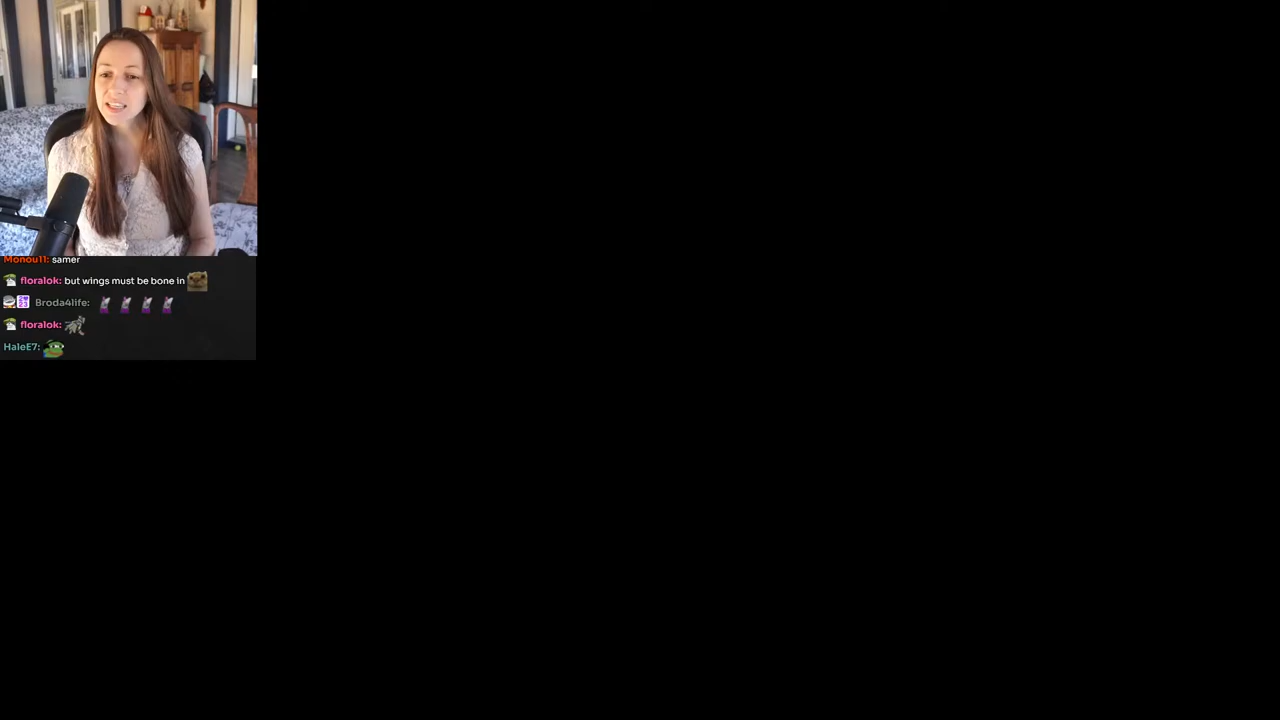 Monou11: samer
floralok: but wings must be bone in
Broda4life:
floralok:
HaleE7: